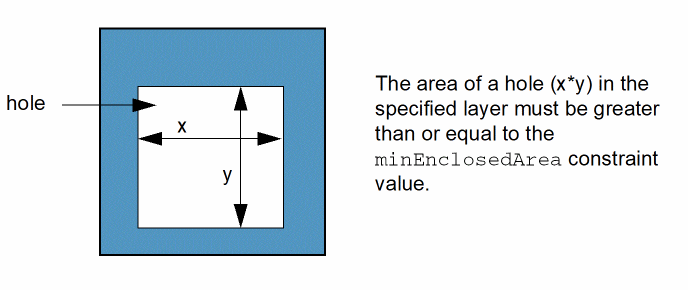 hole
x
y
The area of a hole (x*y) in the
specified layer must be greater
than or equal to the
minEnclosedArea constraint
value.